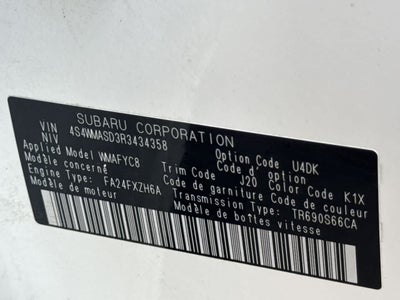 SUBARU CORPORATION
VIN
NIV 4S4WMASD3R3434358
Applied Model WMAFYC8 Option Code U4DK
Modèle concerné Code d' option
Engine Type: FA24FXZH6A Trim Code J20 Color Code K1X
Modèle de moteur Code de garniture Code de couleur
Transmission Type: TR690S66CA
Modèle de boîtes vitesse